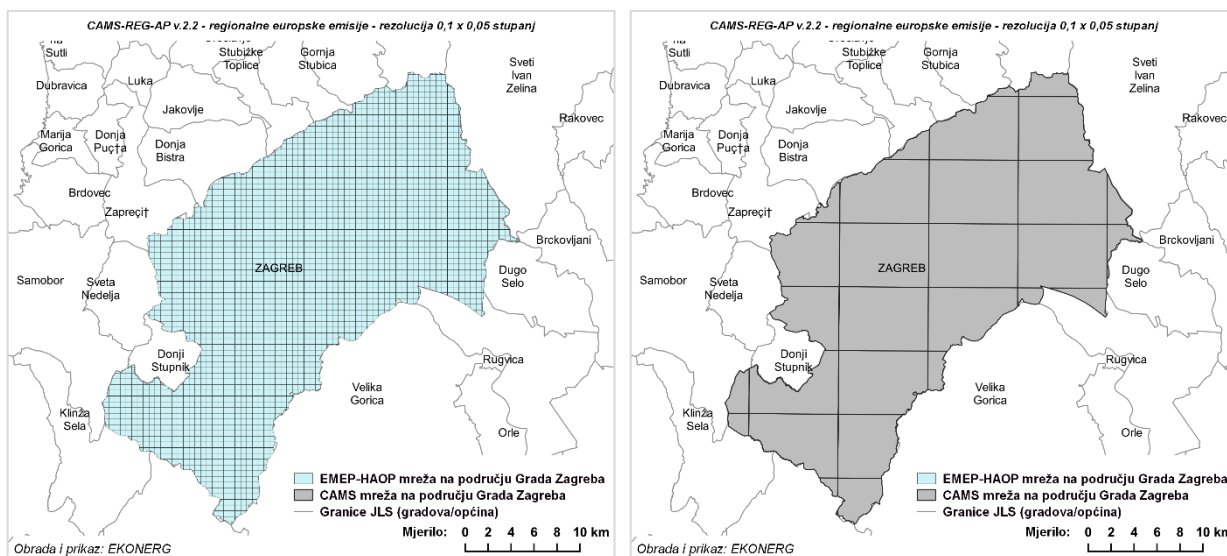 CAMS-REG-AP v.2.2 - regionalne europske emisije - rezolucija 0,1 x 0,05 stupanj
Sutli
Stubičke
Toplice
Gornja
Stubica
Sveti
Ivan
Zelina
Dubravica
Luka
Jakovlje
Rakovec
Marija
Gorica
Donja
Puç†a
Donja
Bistra
Brdovec
Zapreçi†
Brckovljani
ZAGREB
Samobor
Sveta
Nedelja
Dugo
Selo
Donji
Stupnik
Rugvica
Velika
Gorica
Klinža
Sela
Orle
EMEP-HAOP mreža na području Grada Zagreba
CAMS mreža na području Grada Zagreba
Granice JLS (gradova/općina)
Mjerilo: 0 2 4 6 8 10 km
Obrada i prikaz: EKONERG
CAMS-REG-AP v.2.2 - regionalne europske emisije - rezolucija 0,1 x 0,05 stupanj
Sutli
Stubičke
Toplice
Gornja
Stubica
Sveti
Ivan
Zelina
Dubravica
Luka
Jakovlje
Rakovec
Marija
Gorica
Donja
Puç†a
Donja
Bistra
Brdovec
Zapreçi†
Brckovljani
ZAGREB
Samobor
Sveta
Nedelja
Dugo
Selo
Donji
Stupnik
Rugvica
Velika
Gorica
Klinža
Sela
Orle
EMEP-HAOP mreža na području Grada Zagreba
CAMS mreža na području Grada Zagreba
Granice JLS (gradova/općina)
Mjerilo: 0 2 4 6 8 10 km
Obrada i prikaz: EKONERG